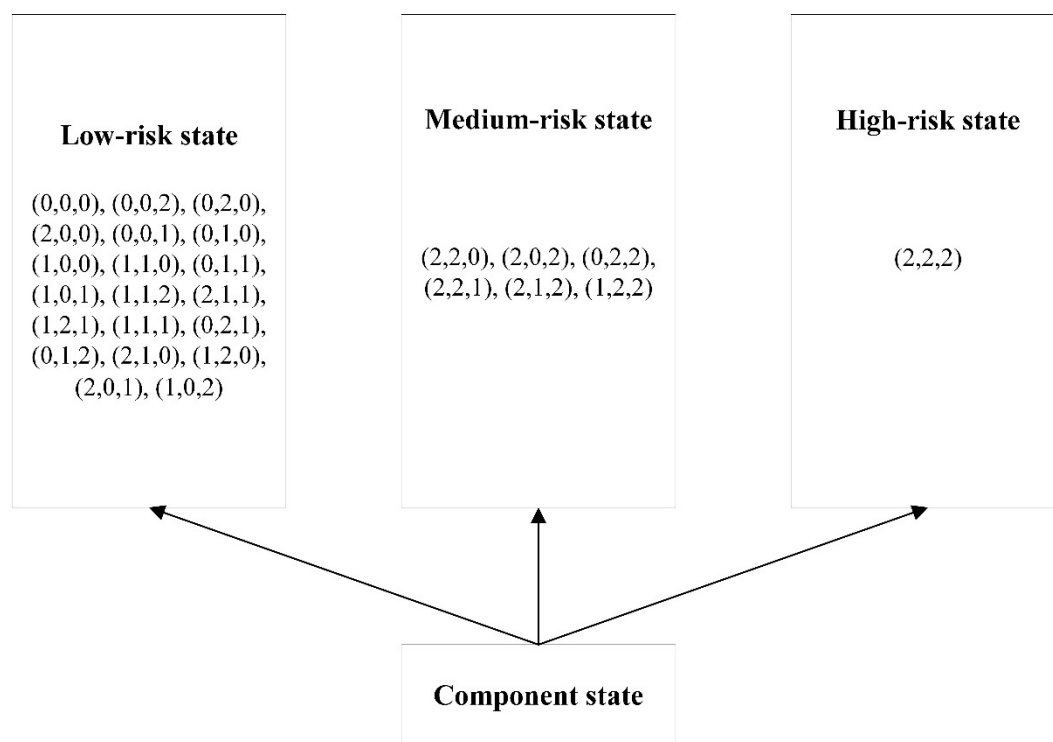 Low-risk state
(0,0,0), (0,0,2), (0,2,0),
(2,0,0), (0,0,1), (0,1,0),
(1,0,0), (1,1,0), (0,1,1),
(1,0,1), (1,1,2), (2,1,1),
(1,2,1), (1,1,1), (0,2,1),
(0,1,2), (2,1,0), (1,2,0),
(2,0,1), (1,0,2)
Medium-risk state
(2,2,0), (2,0,2), (0,2,2),
(2,2,1), (2,1,2), (1,2,2)
High-risk state
(2,2,2)
Component state